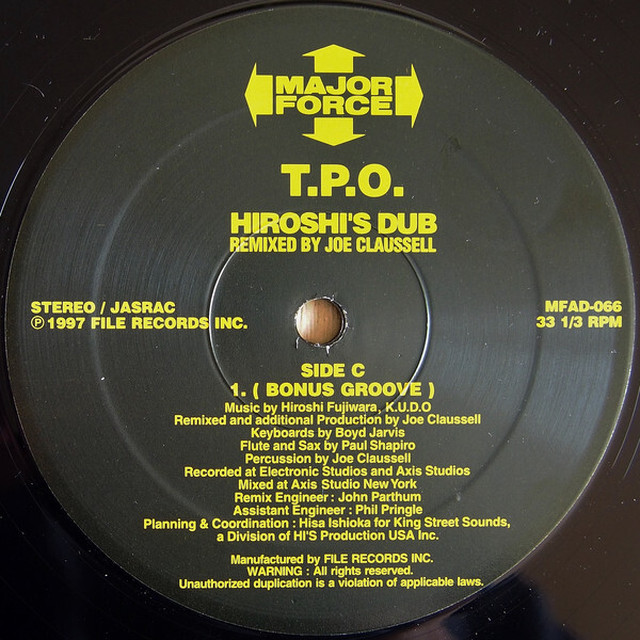 MAJOR
FORCE
T.P.O.
HIROSHI'S DUB
REMIXED BY JOE CLAUSSELL
STEREO / JASRAC
℗ 1997 FILE RECORDS INC.
MFAD-066
33 1/3 RPM
SIDE C
1. ( BONUS GROOVE )
Music by Hiroshi Fujiwara, K.U.D.O
Remixed and additional Production by Joe Claussell
Keyboards by Boyd Jarvis
Flute and Sax by Paul Shapiro
Percussion by Joe Claussell
Recorded at Electronic Studios and Axis Studios
Mixed at Axis Studio New York
Remix Engineer : John Parthum
Assistant Engineer : Phil Pringle
Planning & Coordination : Hisa Ishioka for King Street Sounds,
a Division of HI'S Production USA Inc.
Manufactured by FILE RECORDS INC.
WARNING : All rights reserved.
Unauthorized duplication is a violation of applicable laws.